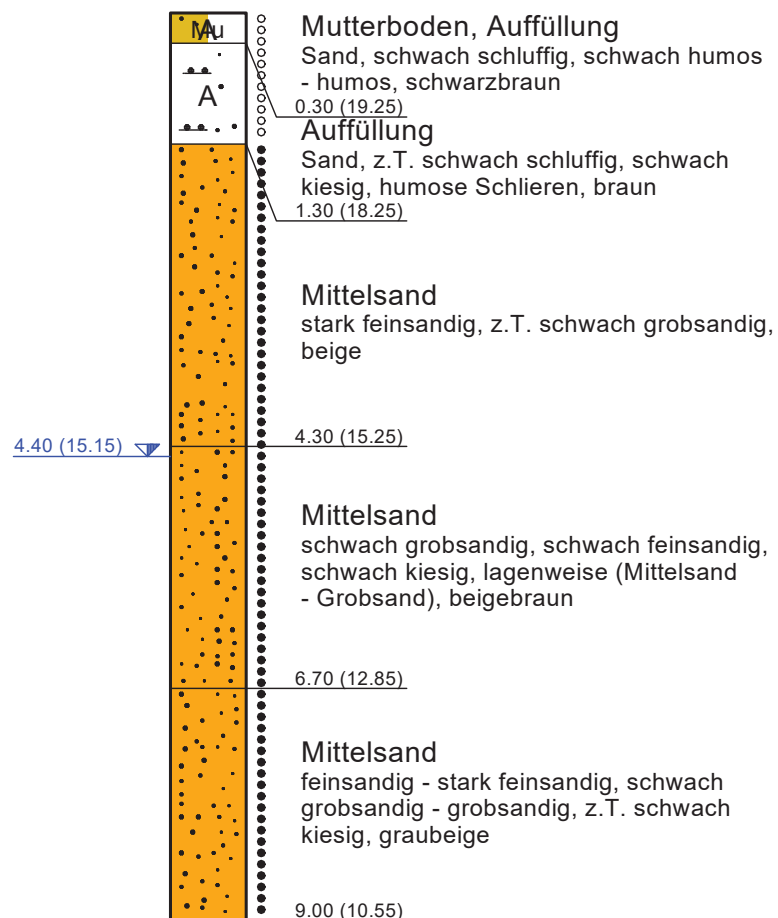 Mu
A
Mutterboden, Auffüllung
Sand, schwach schluffig, schwach humos
- humos, schwarzbraun
0.30 (19.25)
A
Auffüllung
Sand, z.T. schwach schluffig, schwach
kiesig, humose Schlieren, braun
1.30 (18.25)
Mittelsand
stark feinsandig, z.T. schwach grobsandig,
beige
4.40 (15.15)
4.30 (15.25)
Mittelsand
schwach grobsandig, schwach feinsandig,
schwach kiesig, lagenweise (Mittelsand
- Grobsand), beigebraun
6.70 (12.85)
Mittelsand
feinsandig - stark feinsandig, schwach
grobsandig - grobsandig, z.T. schwach
kiesig, graubeige
9.00 (10.55)